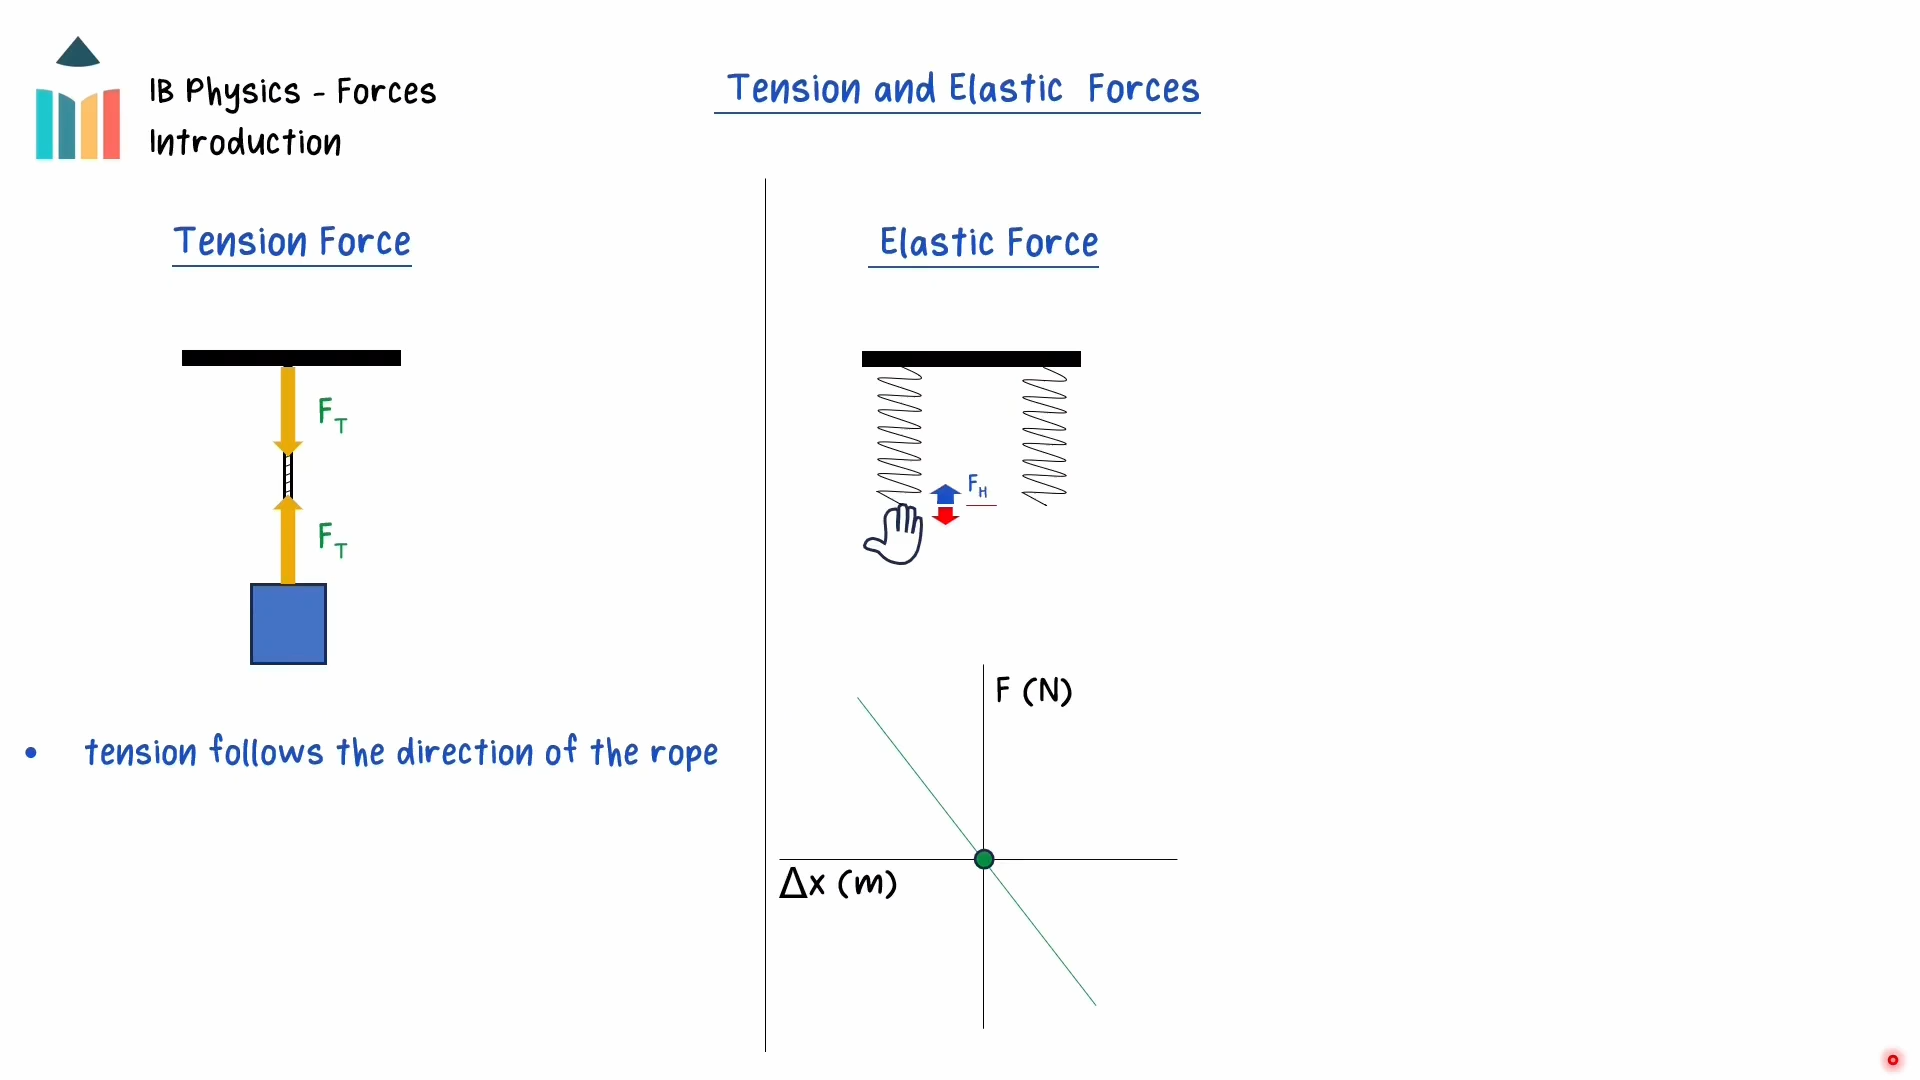 IB Physics - Forces
Introduction
Tension and Elastic Forces
Tension Force
F_T
F_T
• tension follows the direction of the rope
Elastic Force
F_H
F (N)
Δx (m)